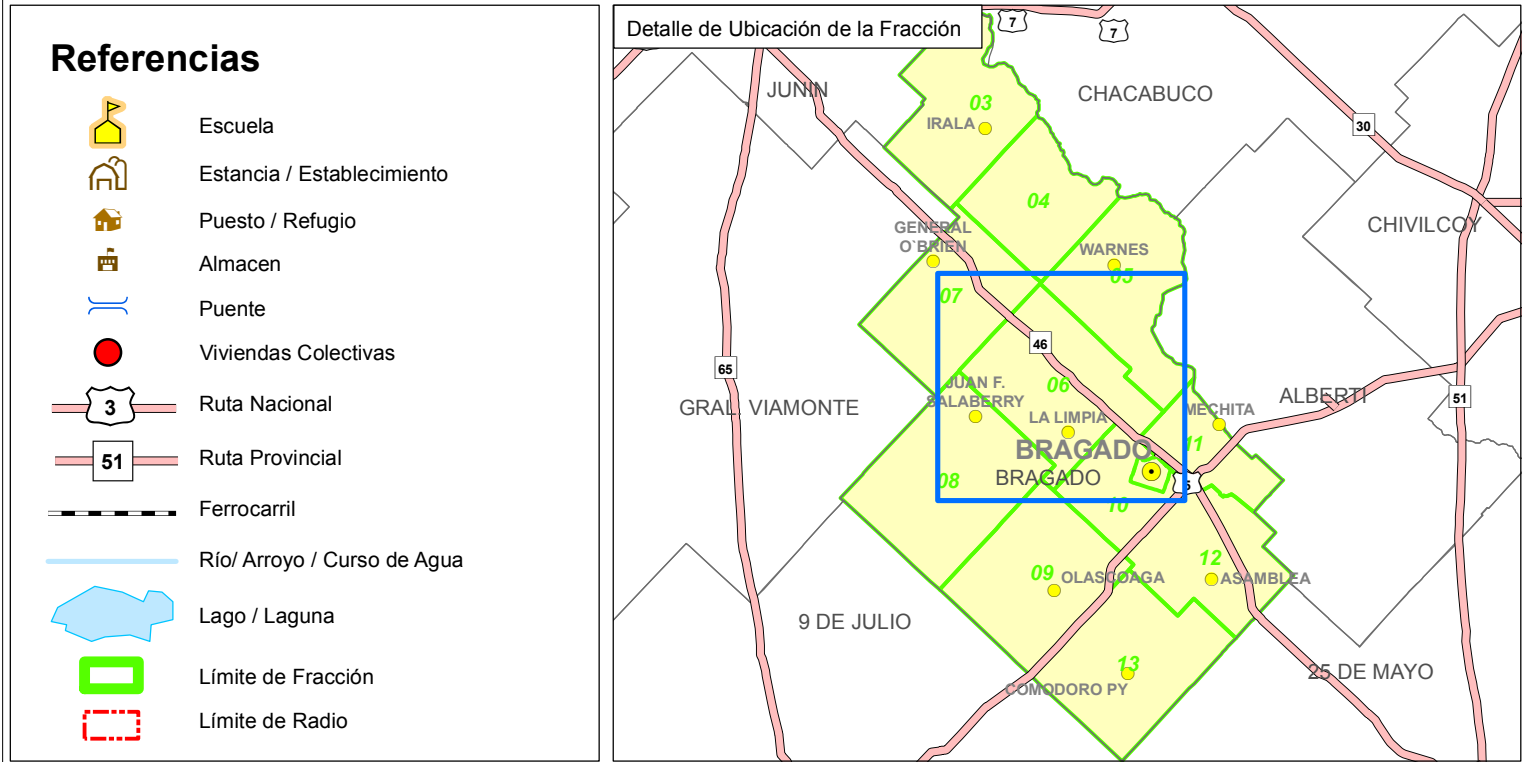 Referencias
Escuela
Estancia / Establecimiento
Puesto / Refugio
Almacen
Puente
Viviendas Colectivas
3
Ruta Nacional
51
Ruta Provincial
Ferrocarril
Río/ Arroyo / Curso de Agua
Lago / Laguna
Límite de Fracción
Límite de Radio
Detalle de Ubicación de la Fracción
7
7
JUNIN
CHACABUCO
03
IRALA
30
04
CHIVILCOY
GENERAL
O`BRIEN
WARNES
05
07
46
65
JUAN F.
SALABERRY
06
GRAL. VIAMONTE
LA LIMPIA
MECHITA
ALBERTI
51
BRAGADO
11
BRAGADO
08
5
10
12
09
OLASCOAGA
ASAMBLEA
9 DE JULIO
13
COMODORO PY
25 DE MAYO